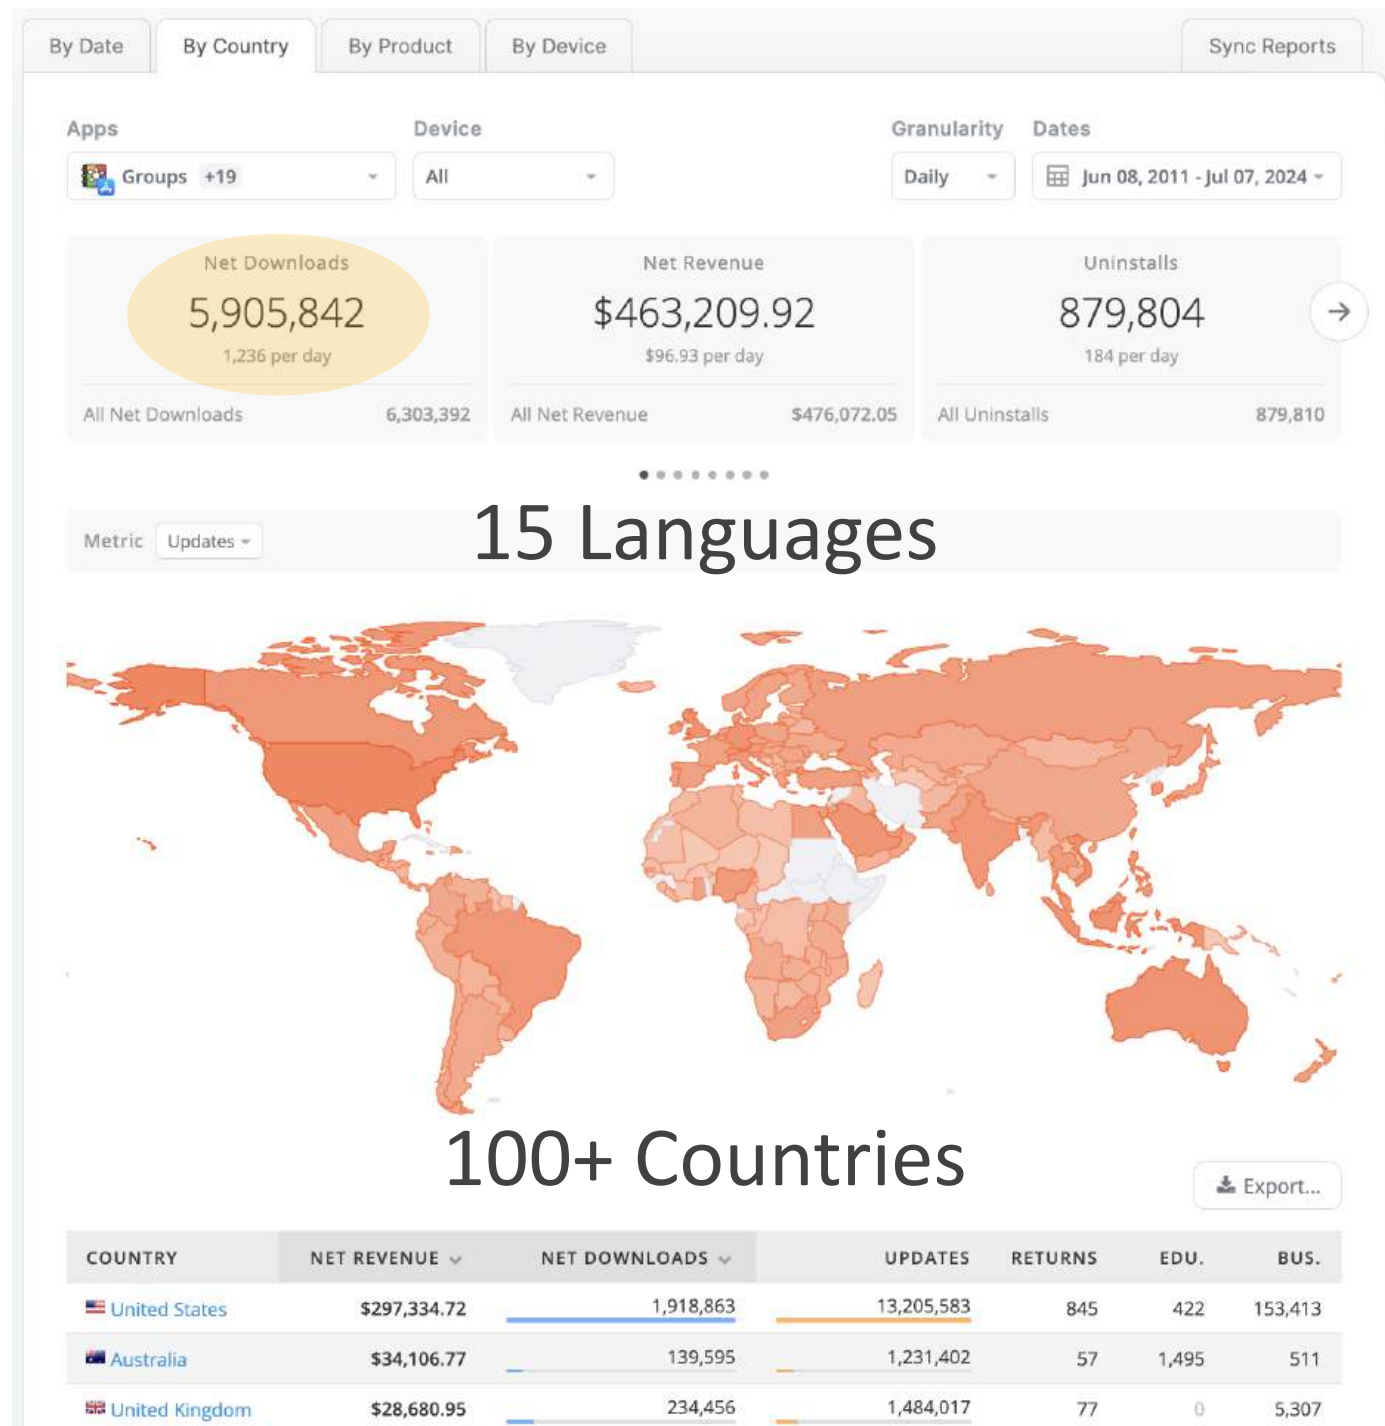 By Date By Country By Product By Device Sync Reports
Apps Device Granularity Dates
Groups +19 All Daily Jun 08, 2011 - Jul 07, 2024
Net Downloads Net Revenue Uninstalls
5,905,842 $463,209.92 879,804
1,236 per day $96.93 per day 184 per day
All Net Downloads 6,303,392 All Net Revenue $476,072.05 All Uninstalls 879,810
15 Languages
Metric Updates
100+ Countries
Export...
COUNTRY NET REVENUE NET DOWNLOADS UPDATES RETURNS EDU. BUS.
United States $297,334.72 1,918,863 13,205,583 845 422 153,413
Australia $34,106.77 139,595 1,231,402 57 1,495 511
United Kingdom $28,680.95 234,456 1,484,017 77 0 5,307